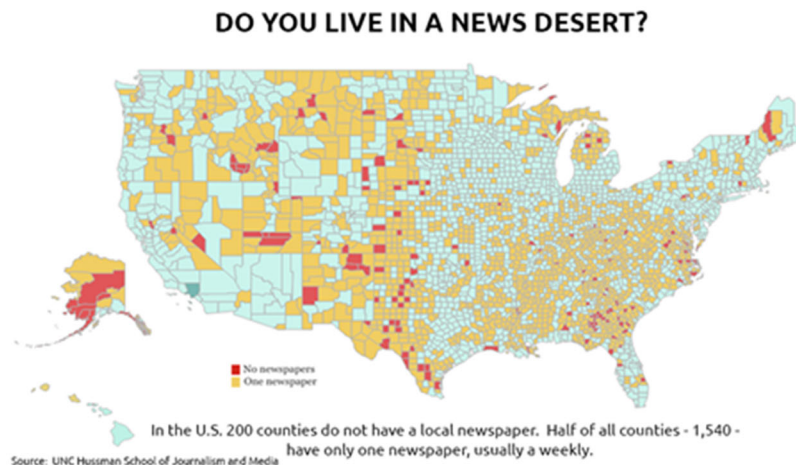 DO YOU LIVE IN A NEWS DESERT?
No newspapers
One newspaper
In the U.S. 200 counties do not have a local newspaper. Half of all counties - 1,540 -
have only one newspaper, usually a weekly.
Source: UNC Hussman School of Journalism and Media